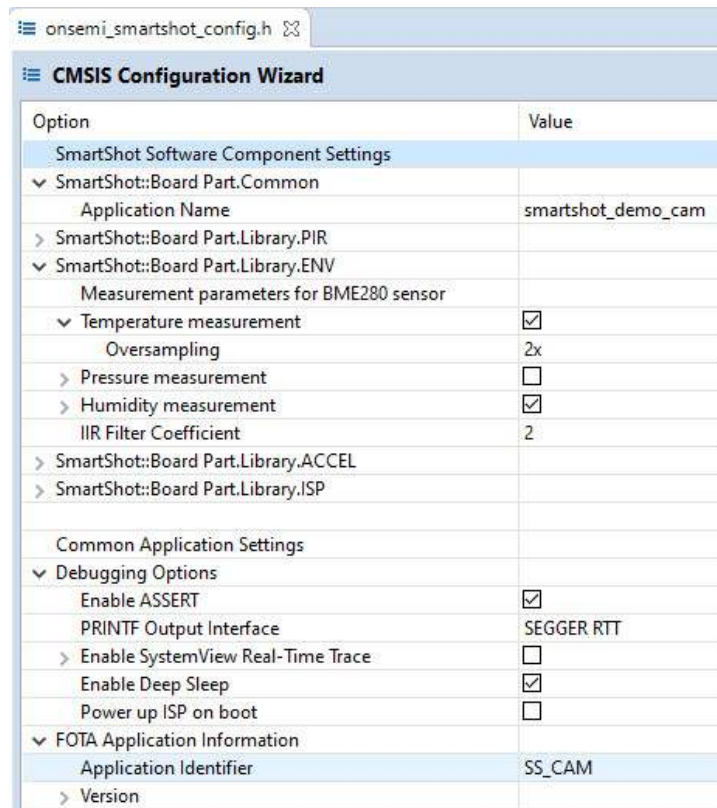 onsemi_smartshot_config.h
CMSIS Configuration Wizard
Option Value
SmartShot Software Component Settings
SmartShot::Board Part.Common
Application Name smartshot_demo_cam
SmartShot::Board Part.Library.PIR
SmartShot::Board Part.Library.ENV
Measurement parameters for BME280 sensor
Temperature measurement
Oversampling 2x
Pressure measurement
Humidity measurement
IIR Filter Coefficient 2
SmartShot::Board Part.Library.ACCEL
SmartShot::Board Part.Library.ISP
Common Application Settings
Debugging Options
Enable ASSERT
PRINTF Output Interface SEGGER RTT
Enable SystemView Real-Time Trace
Enable Deep Sleep
Power up ISP on boot
FOTA Application Information
Application Identifier SS_CAM
Version